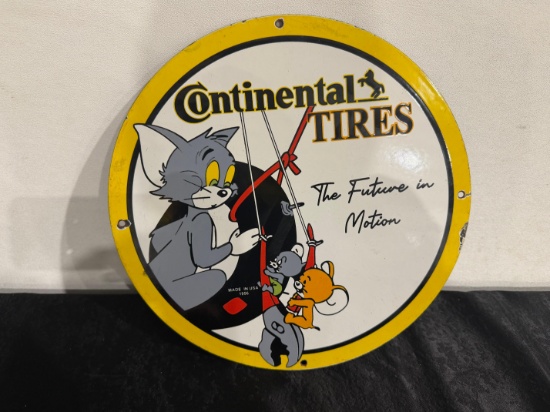 Continental
TIRES
The Future in
Motion
MADE IN USA